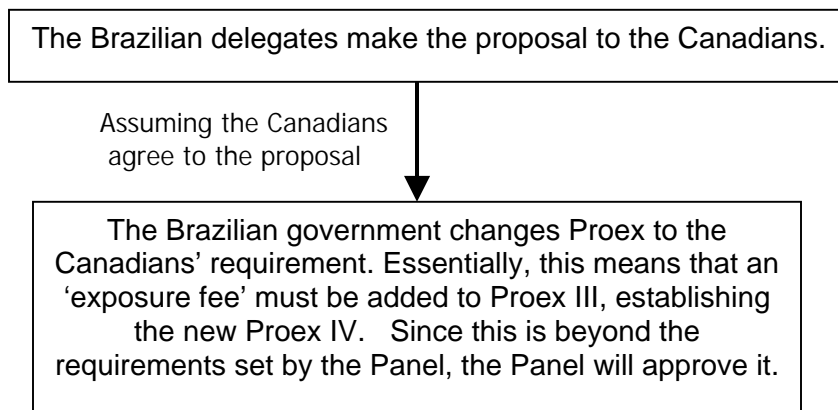 The Brazilian delegates make the proposal to the Canadians.
Assuming the Canadians
agree to the proposal
The Brazilian government changes Proex to the
Canadians’ requirement. Essentially, this means that an
‘exposure fee’ must be added to Proex III, establishing
the new Proex IV.   Since this is beyond the
requirements set by the Panel, the Panel will approve it.